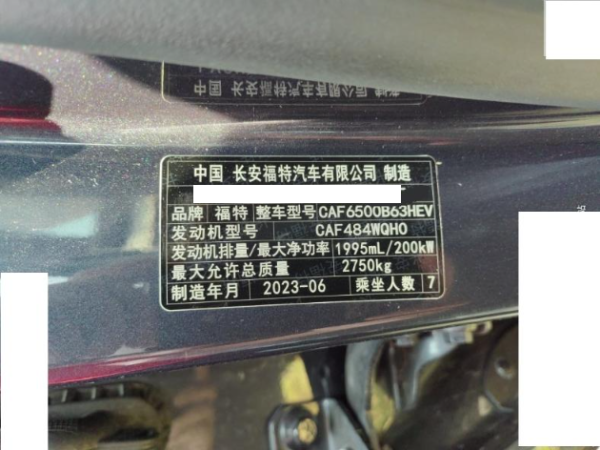 中国 长安福特汽车有限公司 制造
品牌 福特 整车型号 CAF6500B63HEV
发动机型号 CAF484WQHO
发动机排量/最大净功率 1995mL/200kW
最大允许总质量 2750kg
制造年月 2023-06 乘坐人数 7